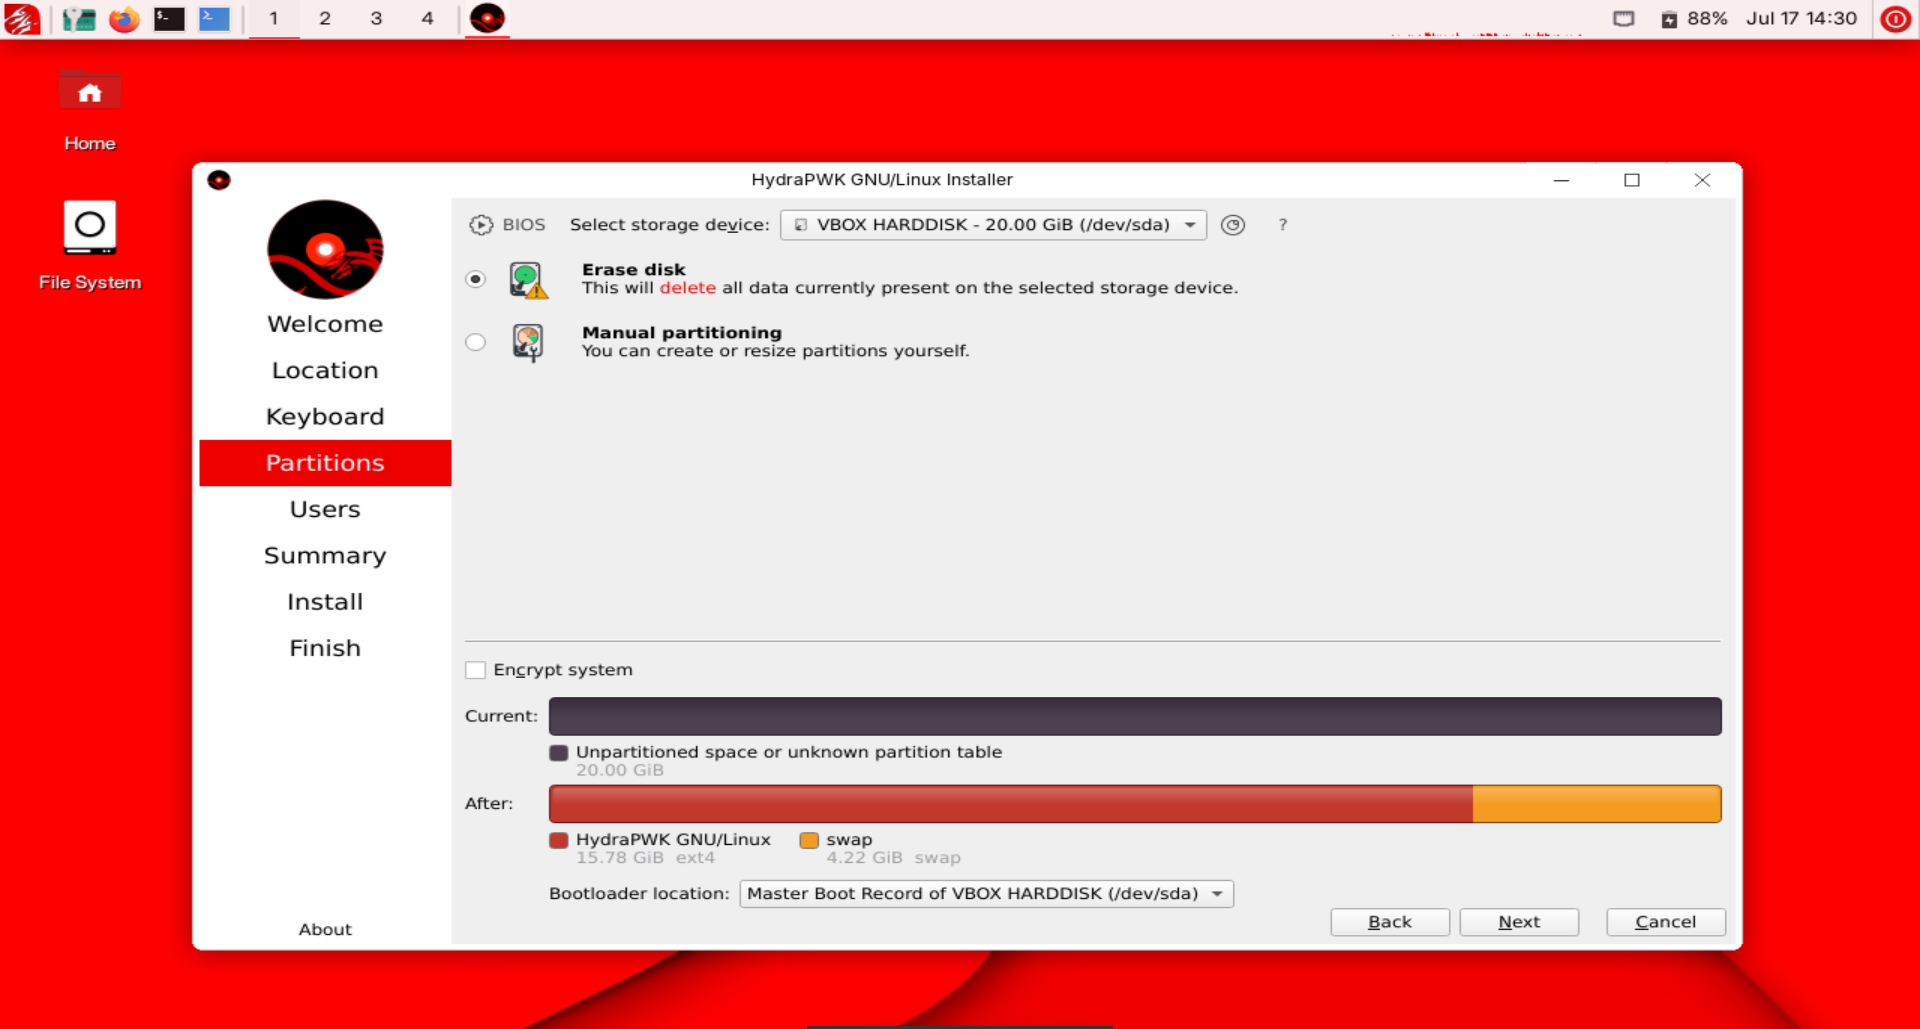 1 2 3 4
88% Jul 17 14:30
Home
File System
HydraPWK GNU/Linux Installer
Welcome
Location
Keyboard
Partitions
Users
Summary
Install
Finish
About
BIOS Select storage device: VBOX HARDDISK - 20.00 GiB (/dev/sda) ?
Erase disk
This will delete all data currently present on the selected storage device.
Manual partitioning
You can create or resize partitions yourself.
Encrypt system
Current:
Unpartitioned space or unknown partition table
20.00 GiB
After:
HydraPWK GNU/Linux swap
15.78 GiB ext4 4.22 GiB swap
Bootloader location: Master Boot Record of VBOX HARDDISK (/dev/sda)
Back Next Cancel